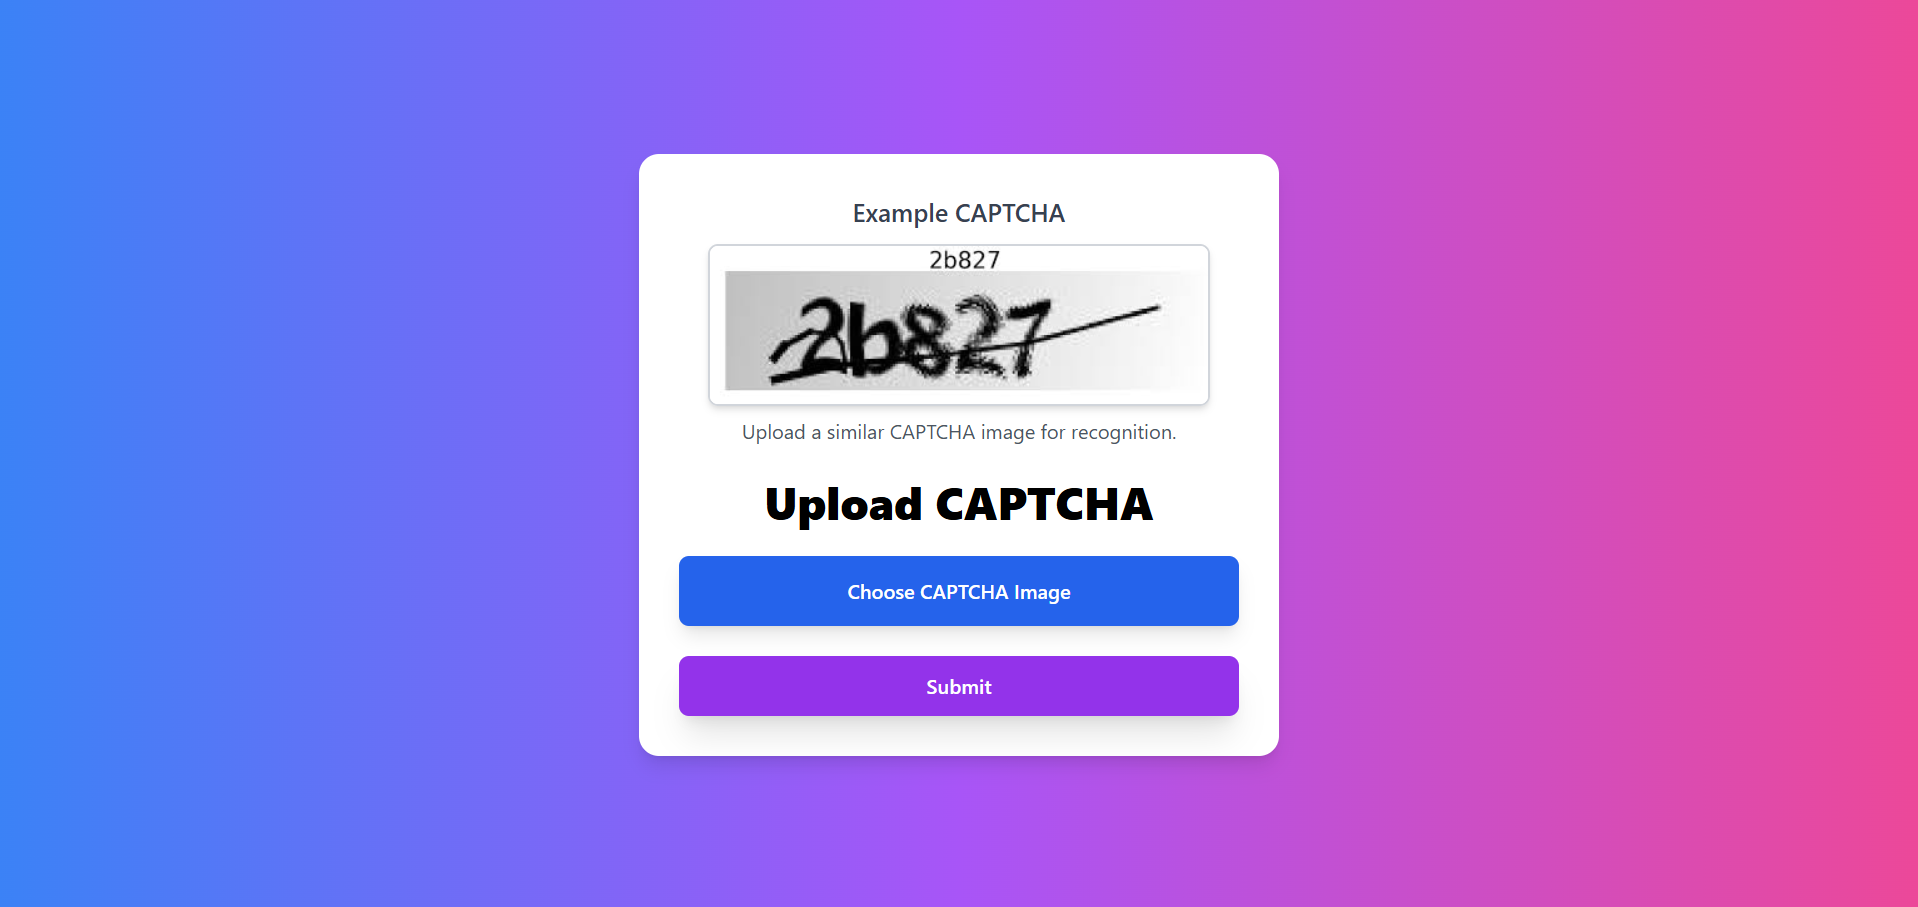 Example CAPTCHA
2b827
2b827
Upload a similar CAPTCHA image for recognition.
Upload CAPTCHA
Choose CAPTCHA Image
Submit